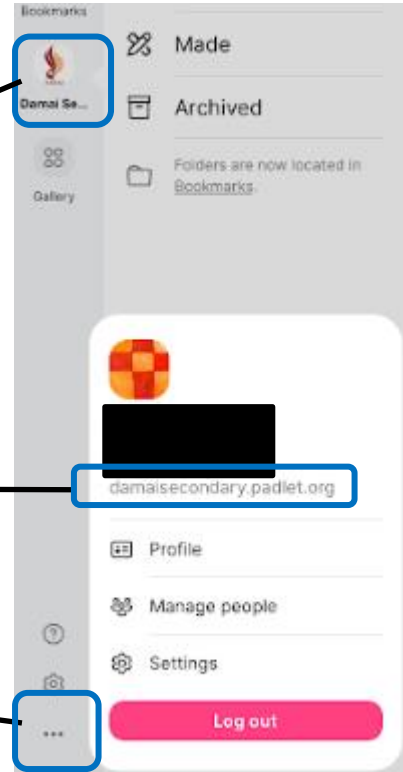 Bookmarks
Made
Damai Se...
Archived
Gallery
Folders are now located in
Bookmarks.
damaisecondary.padlet.org
Profile
Manage people
Settings
Log out